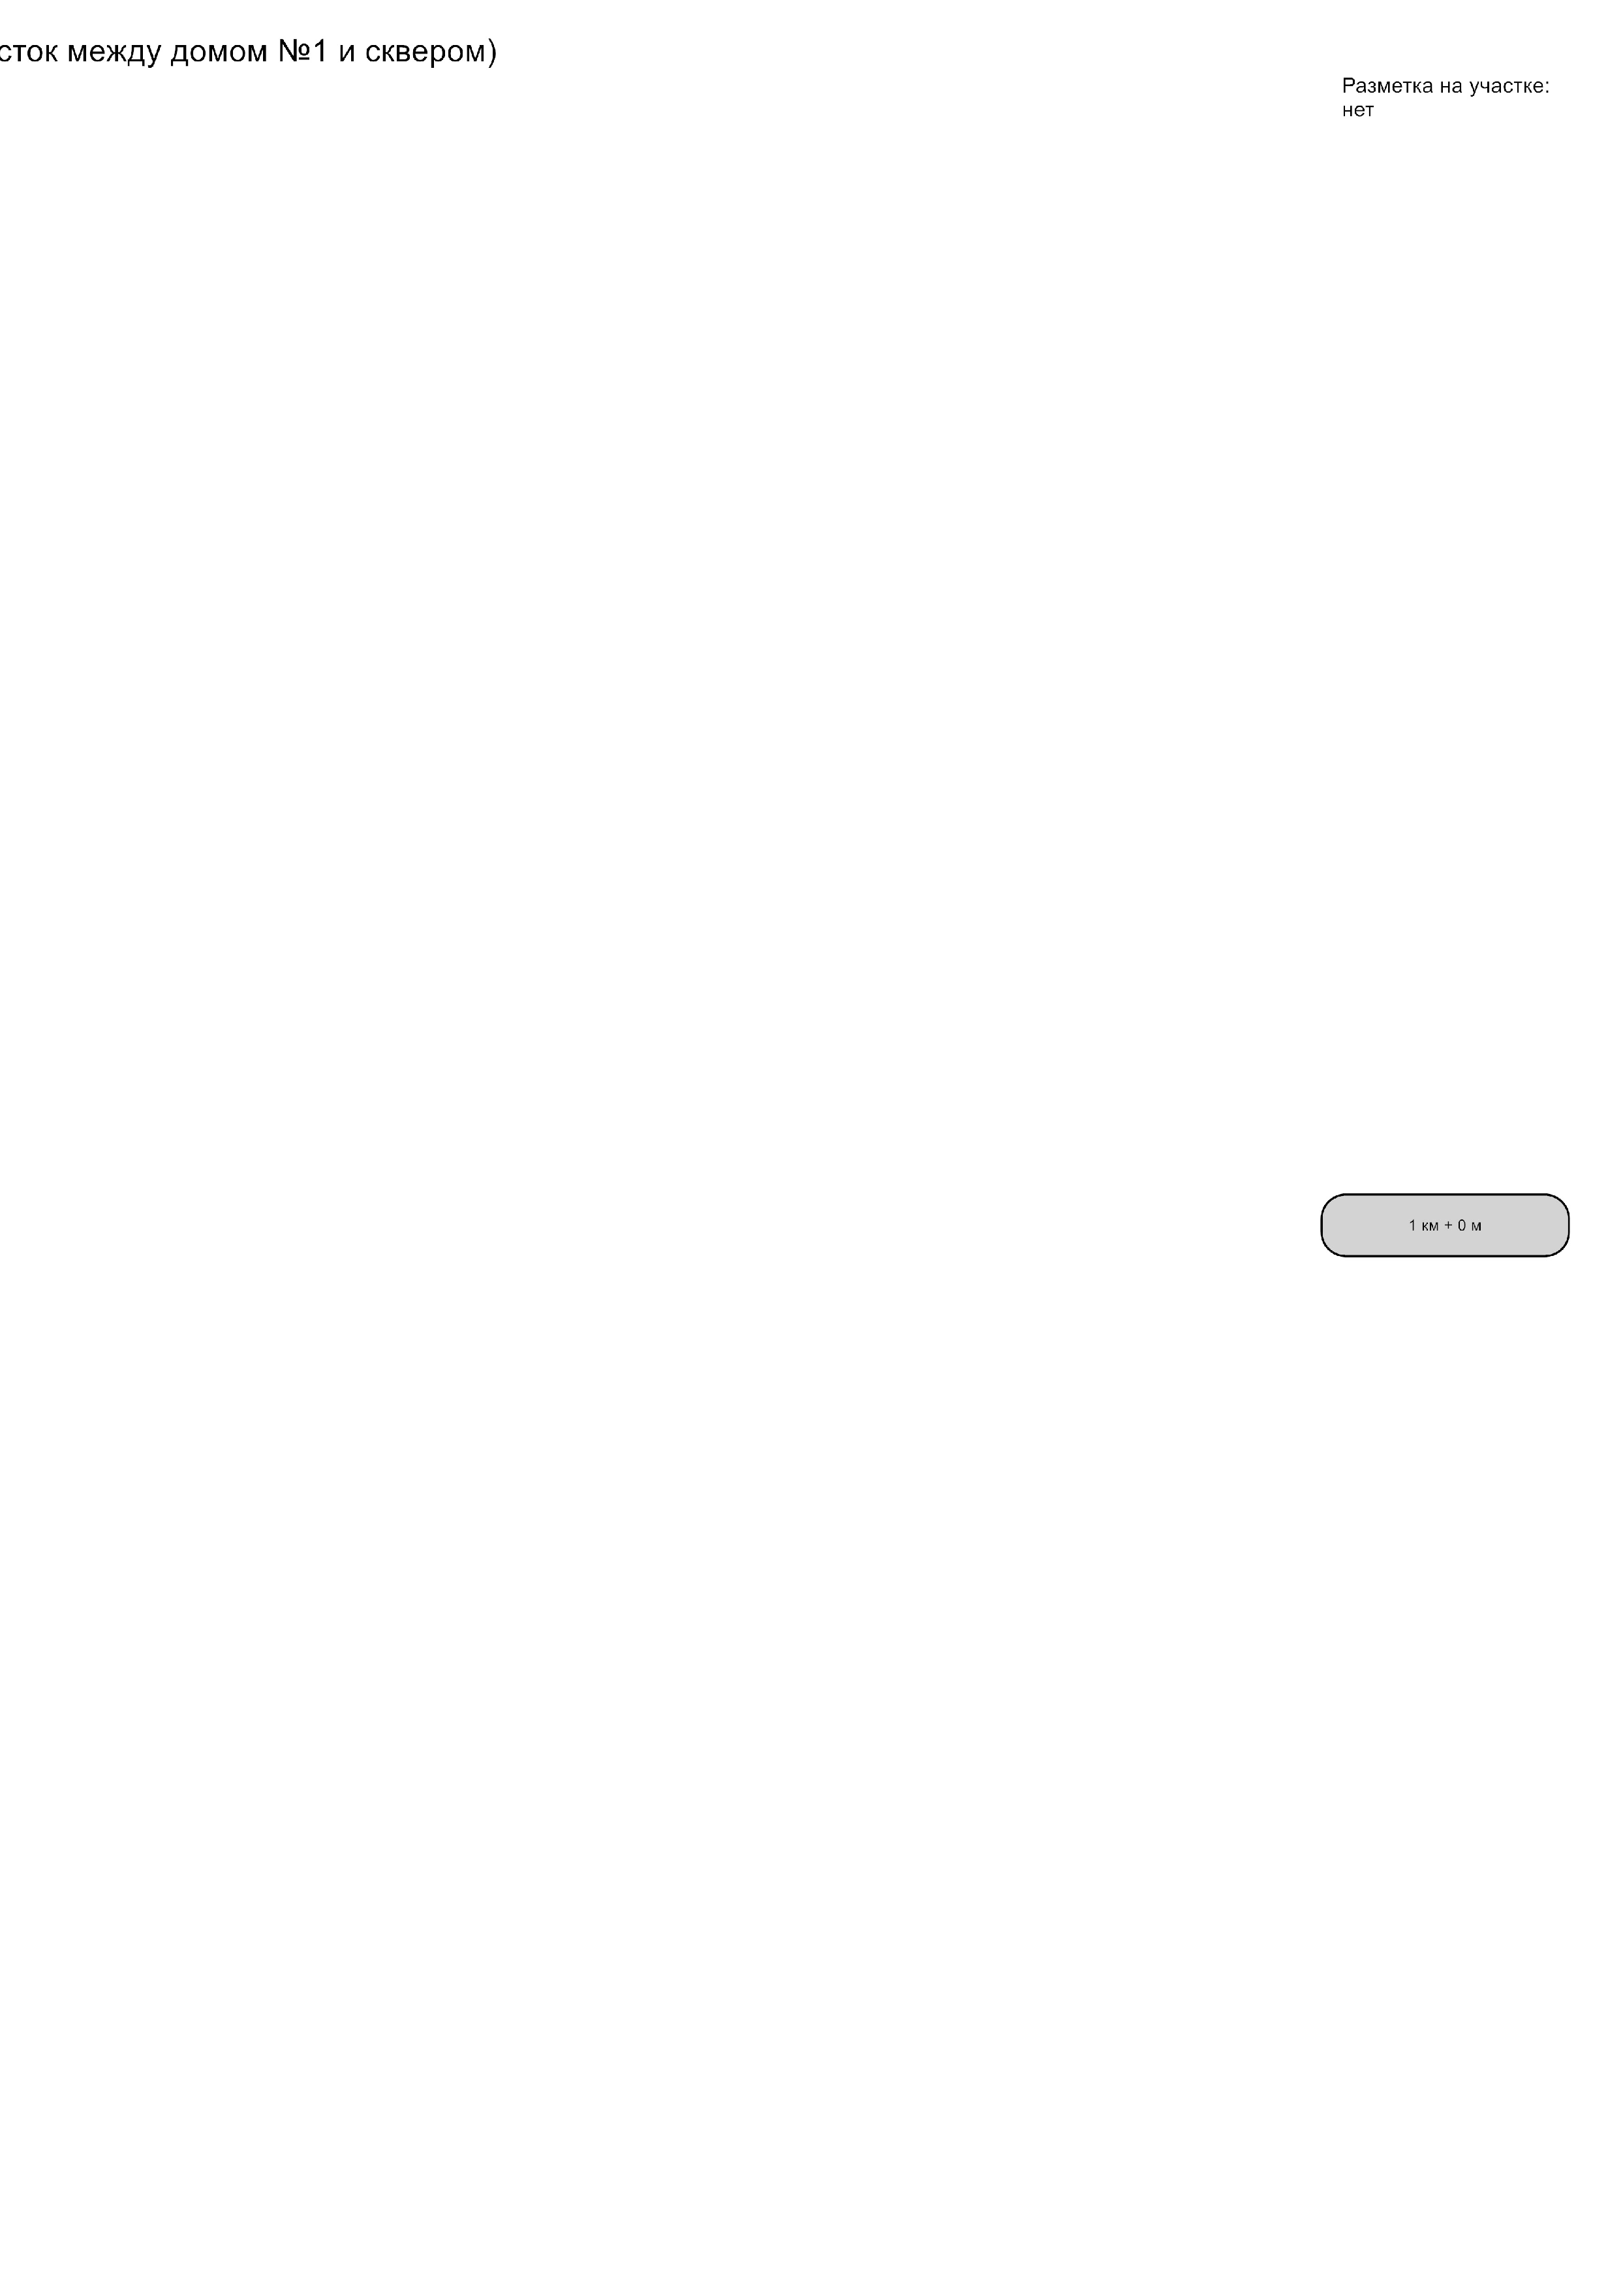 сток между домом №1 и сквером)
Разметка на участке:
нет
1 км + 0 м